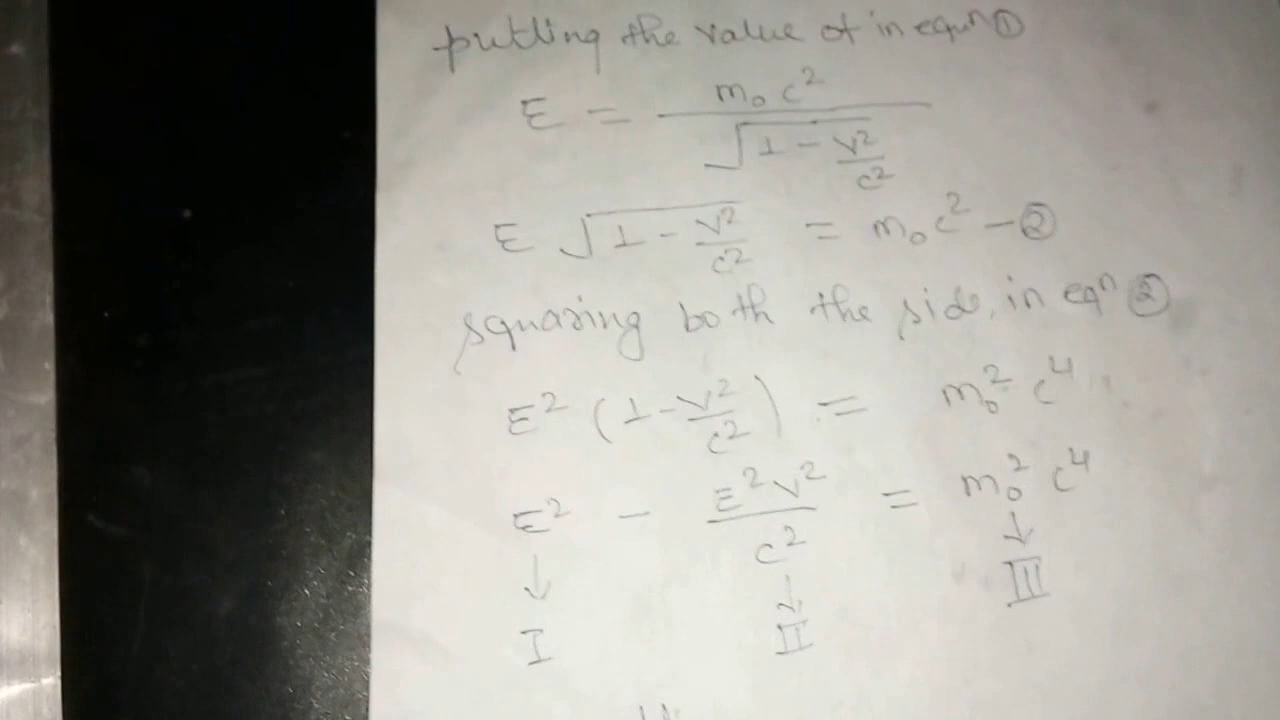 putting the value of in equⁿ ①
E = m₀c² / √(1 - v²/c²)
E √(1 - v²/c²) = m₀c² - ②
squaring both the side, in eqⁿ ②
E² (1 - v²/c²) = m₀² c⁴
E² - E²v²/c² = m₀² c⁴
↓ ↓ ↓
I II III